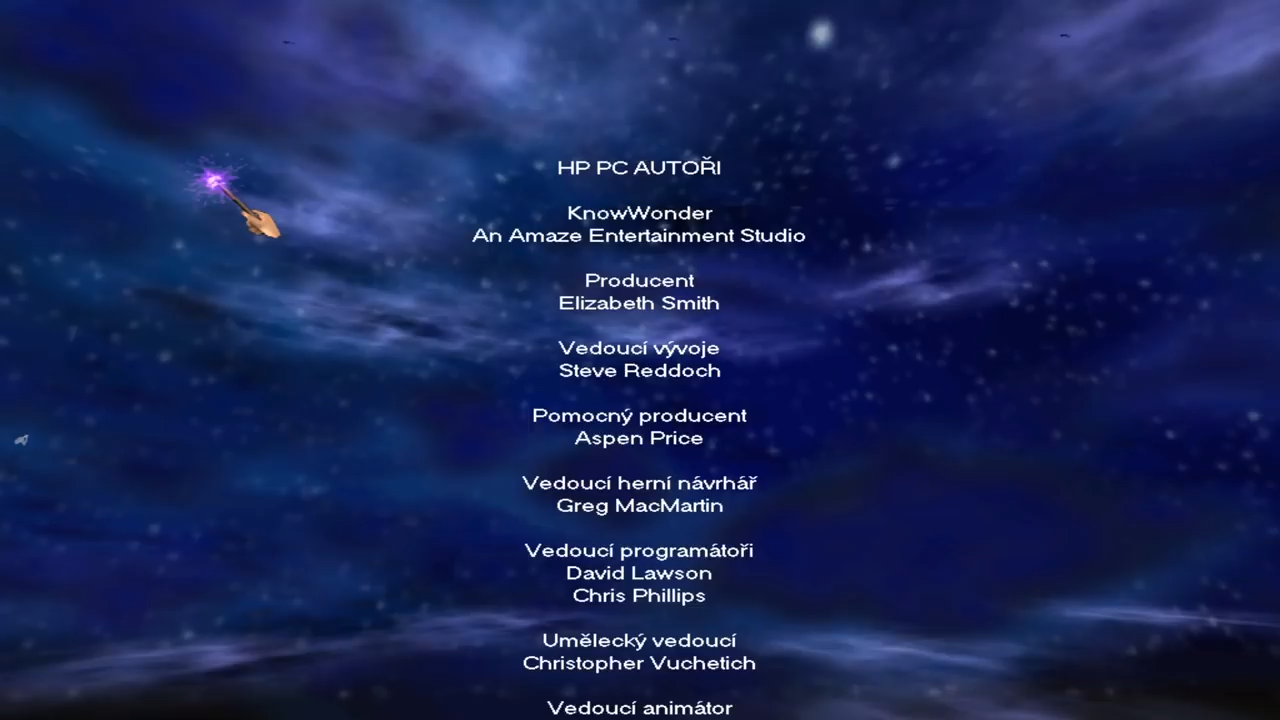 HP PC AUTOŘI
KnowWonder
An Amaze Entertainment Studio
Producent
Elizabeth Smith
Vedoucí vývoje
Steve Reddoch
Pomocný producent
Aspen Price
Vedoucí herní návrhář
Greg MacMartin
Vedoucí programátoři
David Lawson
Chris Phillips
Umělecký vedoucí
Christopher Vuchetich
Vedoucí animátor